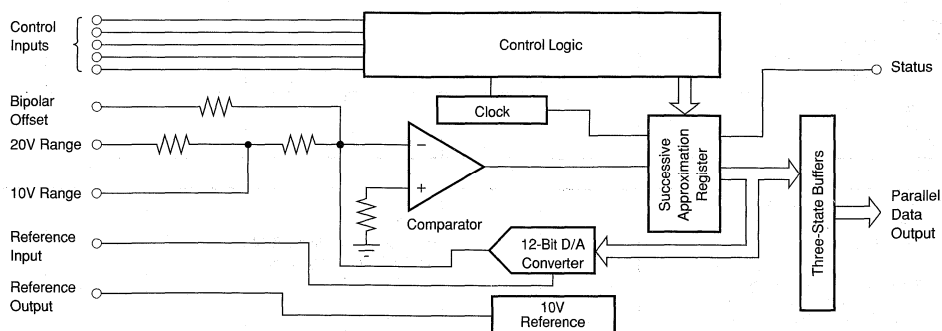 Control
Inputs
Control Logic
Status
Bipolar
Offset
Clock
20V Range
10V Range
−
+
Comparator
Successive
Approximation
Register
Three-State Buffers
Parallel
Data
Output
Reference
Input
12-Bit D/A
Converter
Reference
Output
10V
Reference